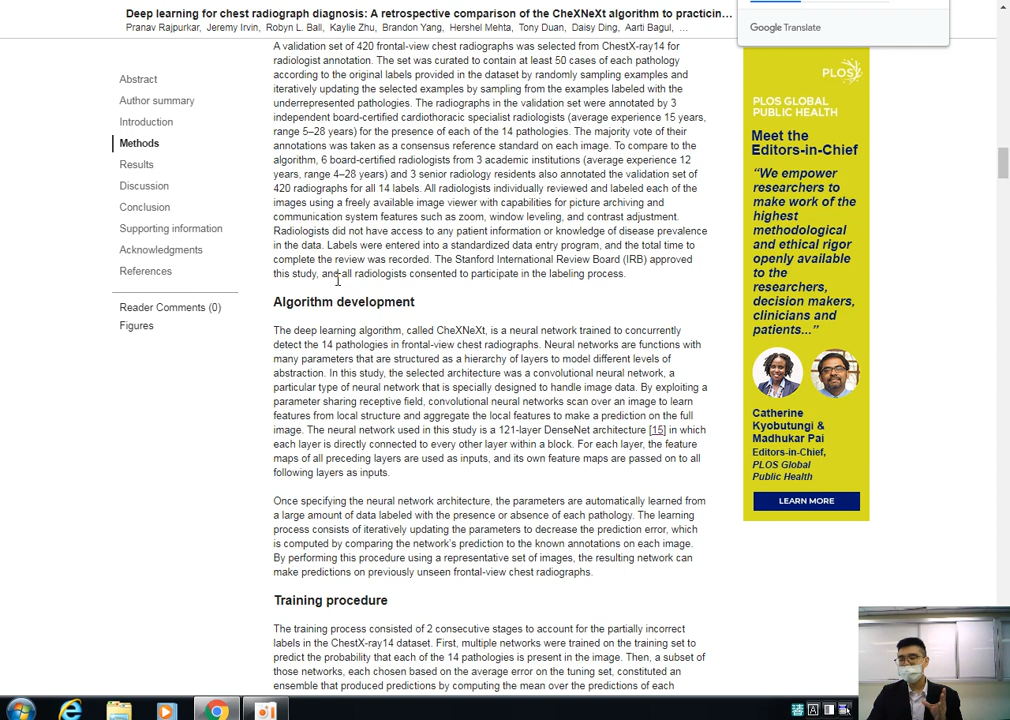 Deep learning for chest radiograph diagnosis: A retrospective comparison of the CheXNeXt algorithm to practicin…
Pranav Rajpurkar, Jeremy Irvin, Robyn L. Ball, Kaylie Zhu, Brandon Yang, Hershel Mehta, Tony Duan, Daisy Ding, Aarti Bagul, …
Google Translate
Abstract
Author summary
Introduction
Methods
Results
Discussion
Conclusion
Supporting information
Acknowledgments
References
Reader Comments (0)
Figures
A validation set of 420 frontal-view chest radiographs was selected from ChestX-ray14 for
radiologist annotation. The set was curated to contain at least 50 cases of each pathology
according to the original labels provided in the dataset by randomly sampling examples and
iteratively updating the selected examples by sampling from the examples labeled with the
underrepresented pathologies. The radiographs in the validation set were annotated by 3
independent board-certified cardiothoracic specialist radiologists (average experience 15 years,
range 5–28 years) for the presence of each of the 14 pathologies. The majority vote of their
annotations was taken as a consensus reference standard on each image. To compare to the
algorithm, 6 board-certified radiologists from 3 academic institutions (average experience 12
years, range 4–28 years) and 3 senior radiology residents also annotated the validation set of
420 radiographs for all 14 labels. All radiologists individually reviewed and labeled each of the
images using a freely available image viewer with capabilities for picture archiving and
communication system features such as zoom, window leveling, and contrast adjustment.
Radiologists did not have access to any patient information or knowledge of disease prevalence
in the data. Labels were entered into a standardized data entry program, and the total time to
complete the review was recorded. The Stanford International Review Board (IRB) approved
this study, and all radiologists consented to participate in the labeling process.
Algorithm development
The deep learning algorithm, called CheXNeXt, is a neural network trained to concurrently
detect the 14 pathologies in frontal-view chest radiographs. Neural networks are functions with
many parameters that are structured as a hierarchy of layers to model different levels of
abstraction. In this study, the selected architecture was a convolutional neural network, a
particular type of neural network that is specially designed to handle image data. By exploiting a
parameter sharing receptive field, convolutional neural networks scan over an image to learn
features from local structure and aggregate the local features to make a prediction on the full
image. The neural network used in this study is a 121-layer DenseNet architecture [15] in which
each layer is directly connected to every other layer within a block. For each layer, the feature
maps of all preceding layers are used as inputs, and its own feature maps are passed on to all
following layers as inputs.
Once specifying the neural network architecture, the parameters are automatically learned from
a large amount of data labeled with the presence or absence of each pathology. The learning
process consists of iteratively updating the parameters to decrease the prediction error, which
is computed by comparing the network's prediction to the known annotations on each image.
By performing this procedure using a representative set of images, the resulting network can
make predictions on previously unseen frontal-view chest radiographs.
Training procedure
The training process consisted of 2 consecutive stages to account for the partially incorrect
labels in the ChestX-ray14 dataset. First, multiple networks were trained on the training set to
predict the probability that each of the 14 pathologies is present in the image. Then, a subset of
those networks, each chosen based on the average error on the tuning set, constituted an
ensemble that produced predictions by computing the mean over the predictions of each
PLOS
PLOS GLOBAL
PUBLIC HEALTH
Meet the
Editors-in-Chief
“We empower
researchers to
make work of the
highest
methodological
and ethical rigor
openly available
to the
researchers,
decision makers,
clinicians and
patients...”
Catherine
Kyobutungi &
Madhukar Pai
Editors-in-Chief,
PLOS Global
Public Health
LEARN MORE